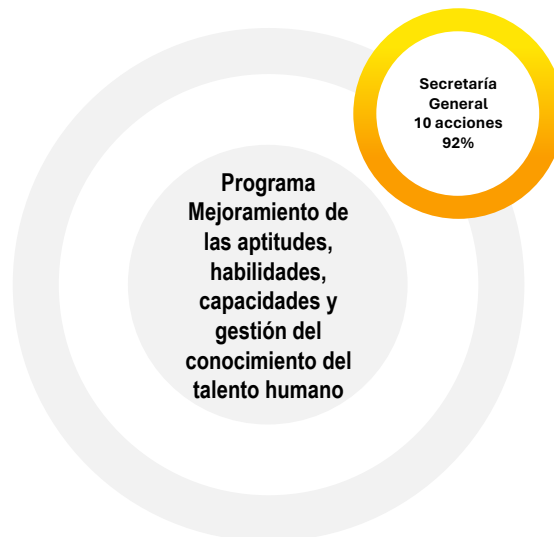 Secretaría
General
10 acciones
92%
Programa
Mejoramiento de
las aptitudes,
habilidades,
capacidades y
gestión del
conocimiento del
talento humano